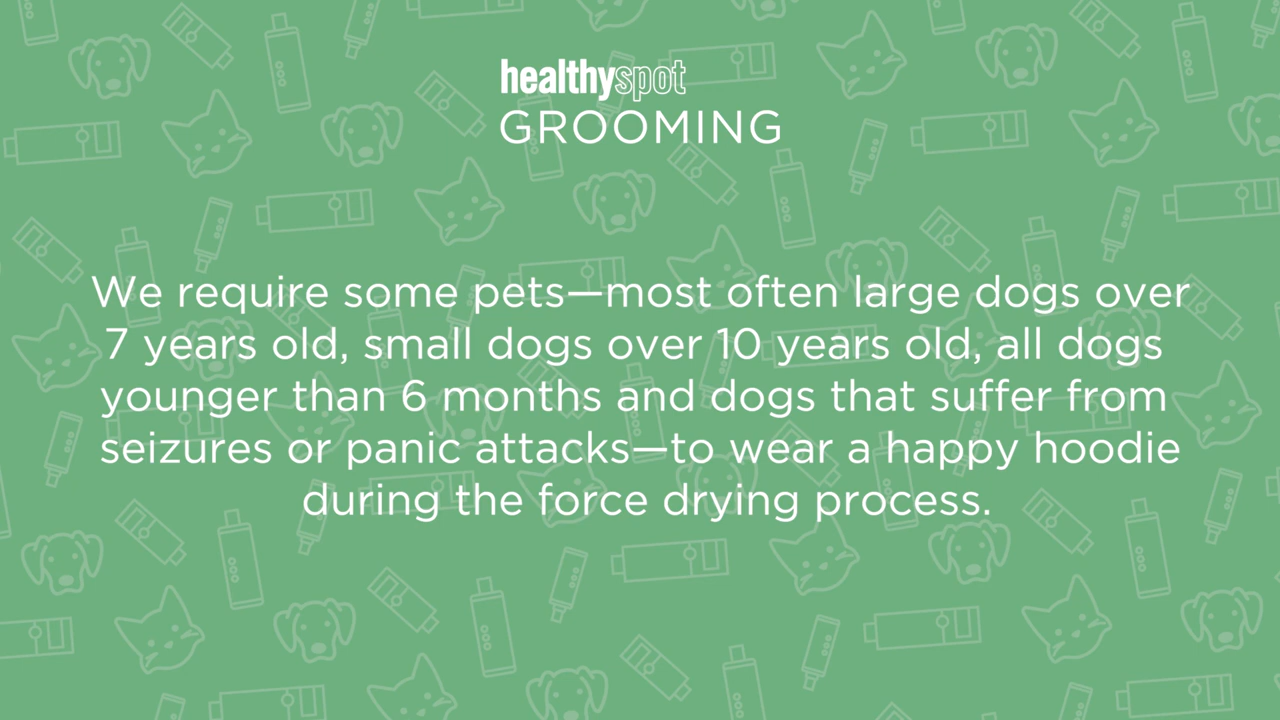 healthyspot
GROOMING
We require some pets—most often large dogs over
7 years old, small dogs over 10 years old, all dogs
younger than 6 months and dogs that suffer from
seizures or panic attacks—to wear a happy hoodie
during the force drying process.